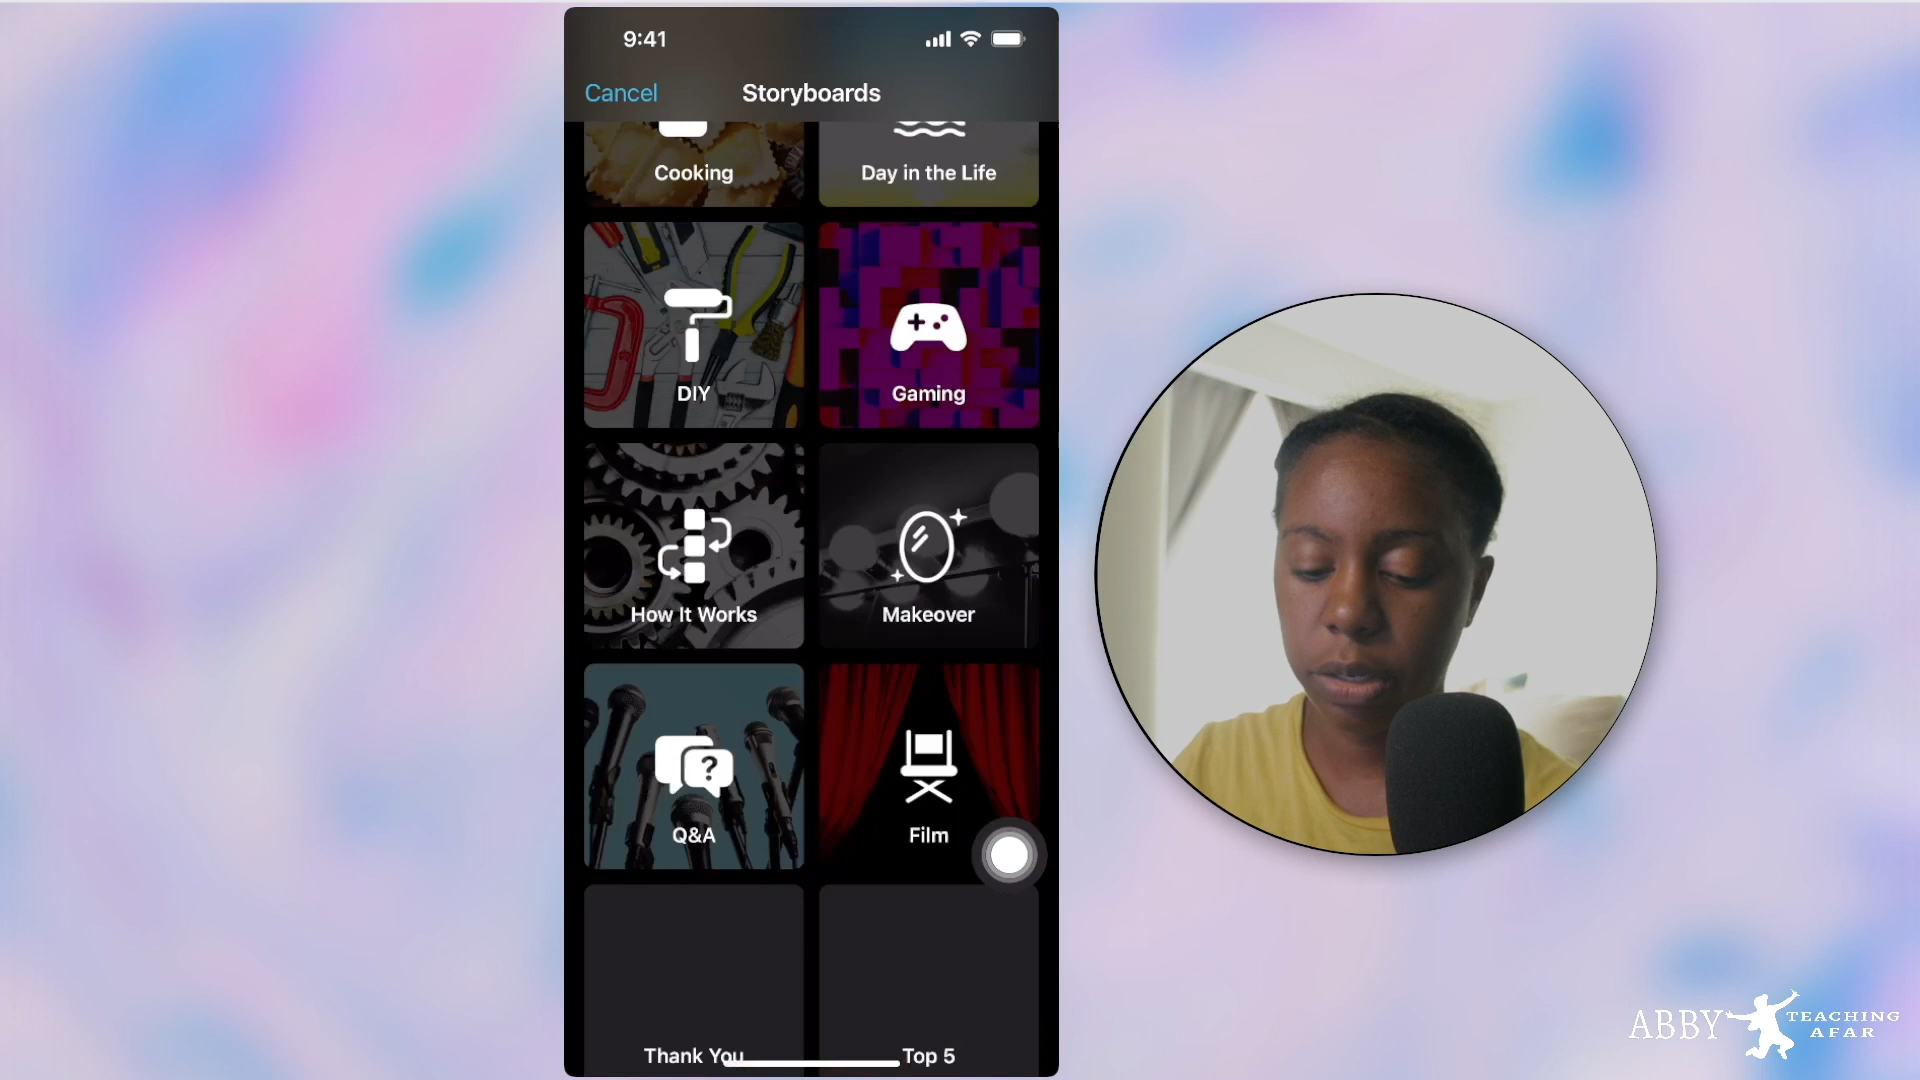 9:41
Cancel
Storyboards
Cooking
Day in the Life
DIY
Gaming
How It Works
Makeover
?
Q&A
Film
Thank You
Top 5
ABBY TEACHING
AFAR